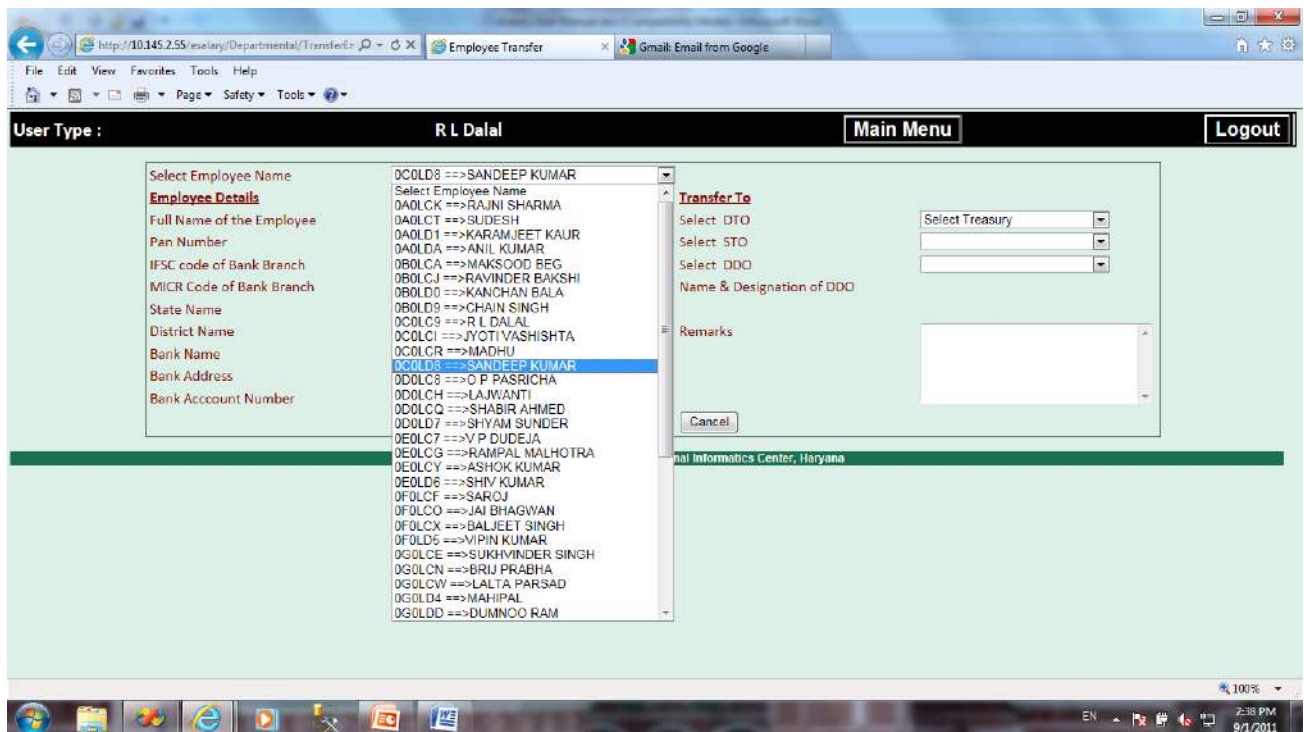 http://10.145.2.55/esalary/Departmental/TransferEr
Employee Transfer
Gmail: Email from Google
File Edit View Favorites Tools Help
Page Safety Tools
User Type : R L Dalal Main Menu Logout
Select Employee Name 0C0LD8 ==>SANDEEP KUMAR
Employee Details
Full Name of the Employee
Pan Number
IFSC code of Bank Branch
MICR Code of Bank Branch
State Name
District Name
Bank Name
Bank Address
Bank Acccount Number
Select Employee Name
0A0LCK ==>RAJNI SHARMA
0A0LCT ==>SUDESH
0A0LD1 ==>KARAMJEET KAUR
0A0LDA ==>ANIL KUMAR
0B0LCA ==>MAKSOOD BEG
0B0LCJ ==>RAVINDER BAKSHI
0B0LD0 ==>KANCHAN BALA
0B0LD9 ==>CHAIN SINGH
0C0LC9 ==>R L DALAL
0C0LCI ==>JYOTI VASHISHTA
0C0LCR ==>MADHU
0C0LD8 ==>SANDEEP KUMAR
0D0LC8 ==>O P PASRICHA
0D0LCH ==>LAJWANTI
0D0LCQ ==>SHABIR AHMED
0D0LD7 ==>SHYAM SUNDER
0E0LC7 ==>V P DUDEJA
0E0LCG ==>RAMPAL MALHOTRA
0E0LCY ==>ASHOK KUMAR
0E0LD6 ==>SHIV KUMAR
0F0LCF ==>SAROJ
0F0LCO ==>JAI BHAGWAN
0F0LCX ==>BALJEET SINGH
0F0LD5 ==>VIPIN KUMAR
0G0LCE ==>SUKHVINDER SINGH
0G0LCN ==>BRIJ PRABHA
0G0LCW ==>LALTA PARSAD
0G0LD4 ==>MAHIPAL
0G0LDD ==>DUMNOO RAM
Transfer To
Select DTO Select Treasury
Select STO
Select DDO
Name & Designation of DDO
Remarks
Cancel
nal Informatics Center, Haryana
100%
EN 2:38 PM
9/1/2011